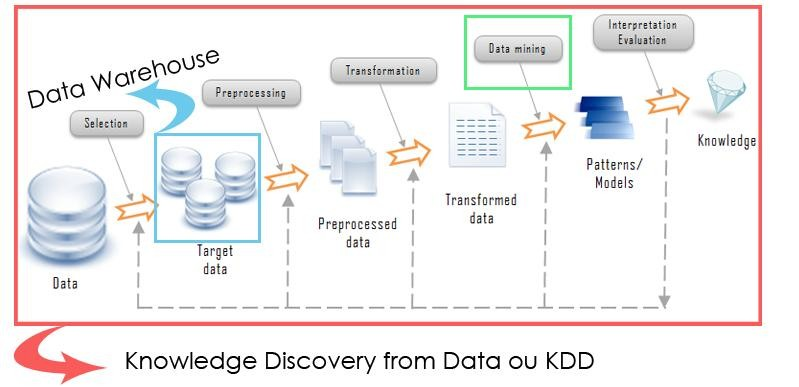 Data Warehouse
Selection
Preprocessing
Transformation
Data mining
Interpretation
Evaluation
Data
Target
data
Preprocessed
data
Transformed
data
Patterns/
Models
Knowledge
Knowledge Discovery from Data ou KDD